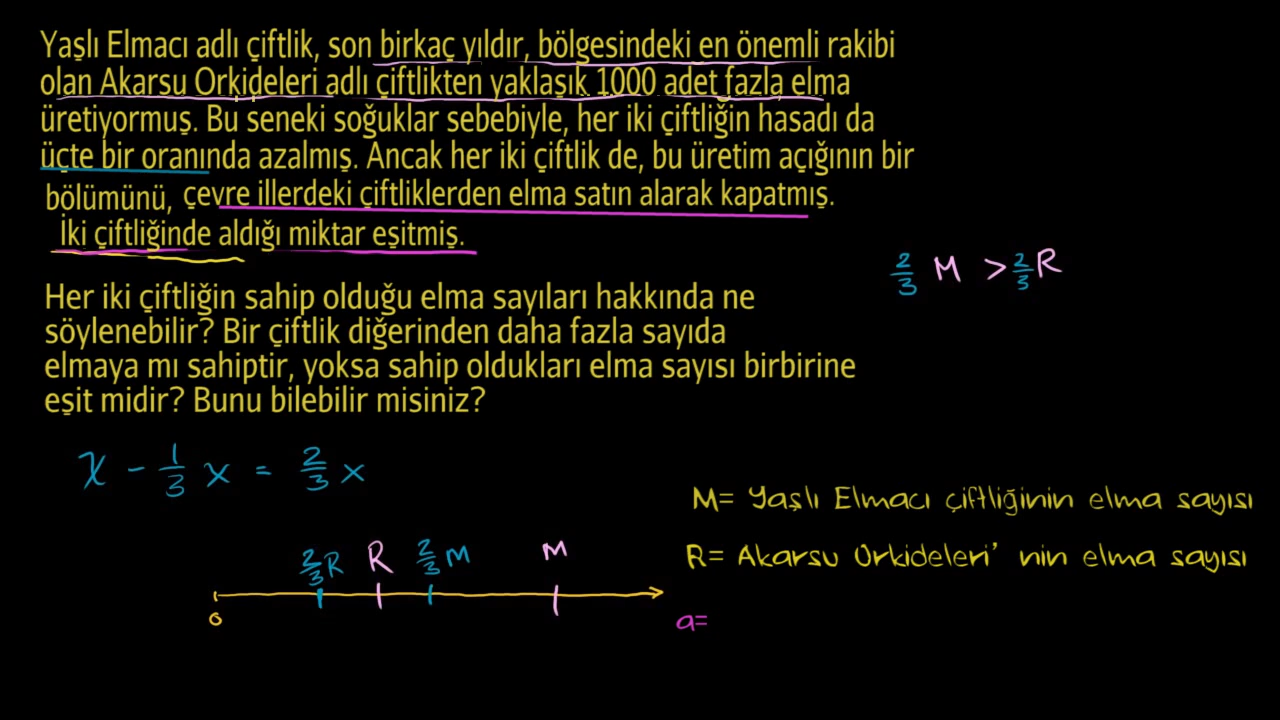 Yaşlı Elmacı adlı çiftlik, son birkaç yıldır, bölgesindeki en önemli rakibi
olan Akarsu Orkideleri adlı çiftlikten yaklaşık 1000 adet fazla elma
üretiyormuş. Bu seneki soğuklar sebebiyle, her iki çiftliğin hasadı da
üçte bir oranında azalmış. Ancak her iki çiftlik de, bu üretim açığının bir
bölümünü, çevre illerdeki çiftliklerden elma satın alarak kapatmış.
İki çiftliğinde aldığı miktar eşitmiş.
2/3 M > 2/3 R
Her iki çiftliğin sahip olduğu elma sayıları hakkında ne
söylenebilir? Bir çiftlik diğerinden daha fazla sayıda
elmaya mı sahiptir, yoksa sahip oldukları elma sayısı birbirine
eşit midir? Bunu bilebilir misiniz?
x - 1/3 x = 2/3 x
M= Yaşlı Elmacı çiftliğinin elma sayısı
R= Akarsu Orkideleri' nin elma sayısı
2/3 R R 2/3 M M
0
a=